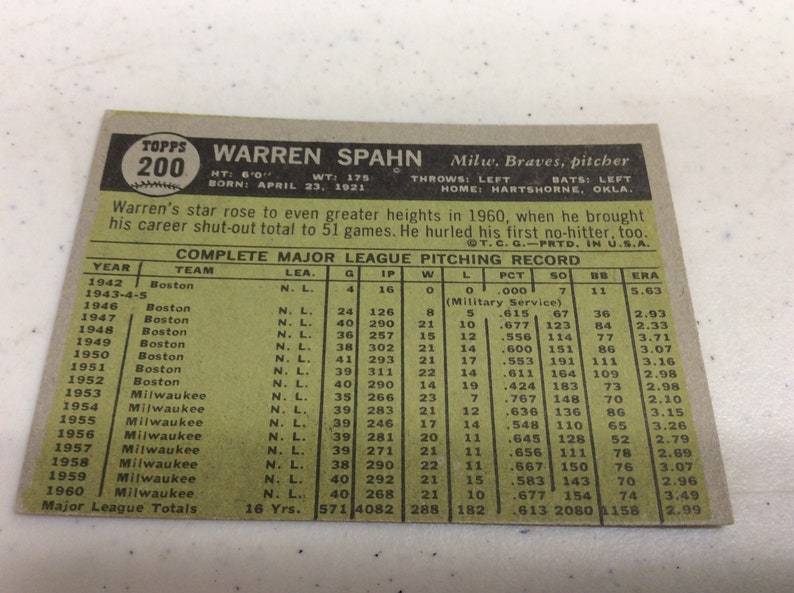 TOPPS
200
WARREN SPAHN Milw. Braves, pitcher
HT: 6'0" WT: 175 THROWS: LEFT BATS: LEFT
BORN: APRIL 23, 1921 HOME: HARTSHORNE, OKLA.
Warren's star rose to even greater heights in 1960, when he brought
his career shut-out total to 51 games. He hurled his first no-hitter, too.
©T.C.G.—PRTD. IN U.S.A.
COMPLETE MAJOR LEAGUE PITCHING RECORD
YEAR TEAM LEA. G IP W L PCT SO BB ERA
1942 Boston N. L. 4 16 0 0 .000 7 11 5.63
1943-4-5 (Military Service)
1946 Boston N. L. 24 126 8 5 .615 67 36 2.93
1947 Boston N. L. 40 290 21 10 .677 123 84 2.33
1948 Boston N. L. 36 257 15 12 .556 114 77 3.71
1949 Boston N. L. 38 302 21 14 .600 151 86 3.07
1950 Boston N. L. 41 293 21 17 .553 191 111 3.16
1951 Boston N. L. 39 311 22 14 .611 164 109 2.98
1952 Boston N. L. 40 290 14 19 .424 183 73 2.98
1953 Milwaukee N. L. 35 266 23 7 .767 148 70 2.10
1954 Milwaukee N. L. 39 283 21 12 .636 136 86 3.15
1955 Milwaukee N. L. 39 246 17 14 .548 110 65 3.26
1956 Milwaukee N. L. 39 281 20 11 .645 128 52 2.79
1957 Milwaukee N. L. 39 271 21 11 .656 111 78 2.69
1958 Milwaukee N. L. 38 290 22 11 .667 150 76 3.07
1959 Milwaukee N. L. 40 292 21 15 .583 143 70 2.96
1960 Milwaukee N. L. 40 268 21 10 .677 154 74 3.49
Major League Totals 16 Yrs. 571 4082 288 182 .613 2080 1158 2.99